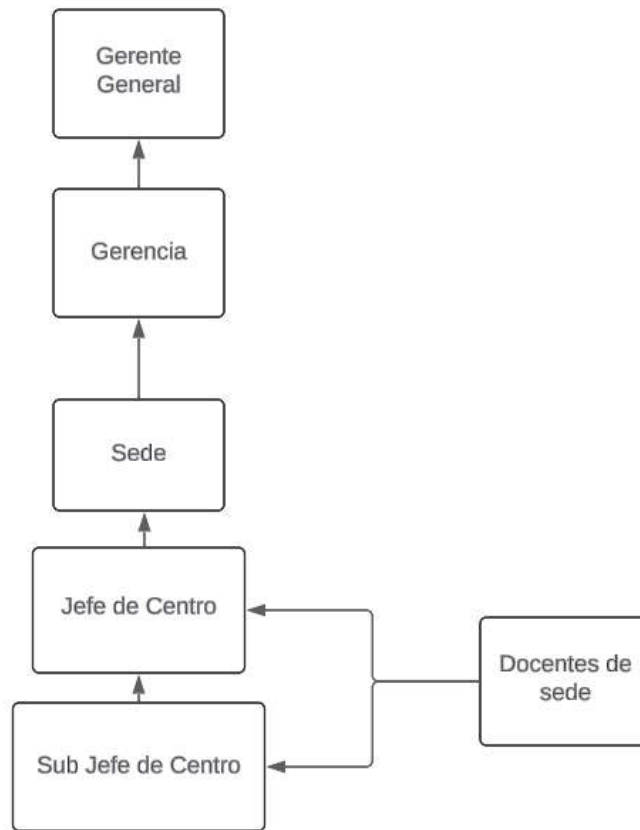 Gerente
General
Gerencia
Sede
Jefe de Centro
Docentes de
sede
Sub Jefe de Centro